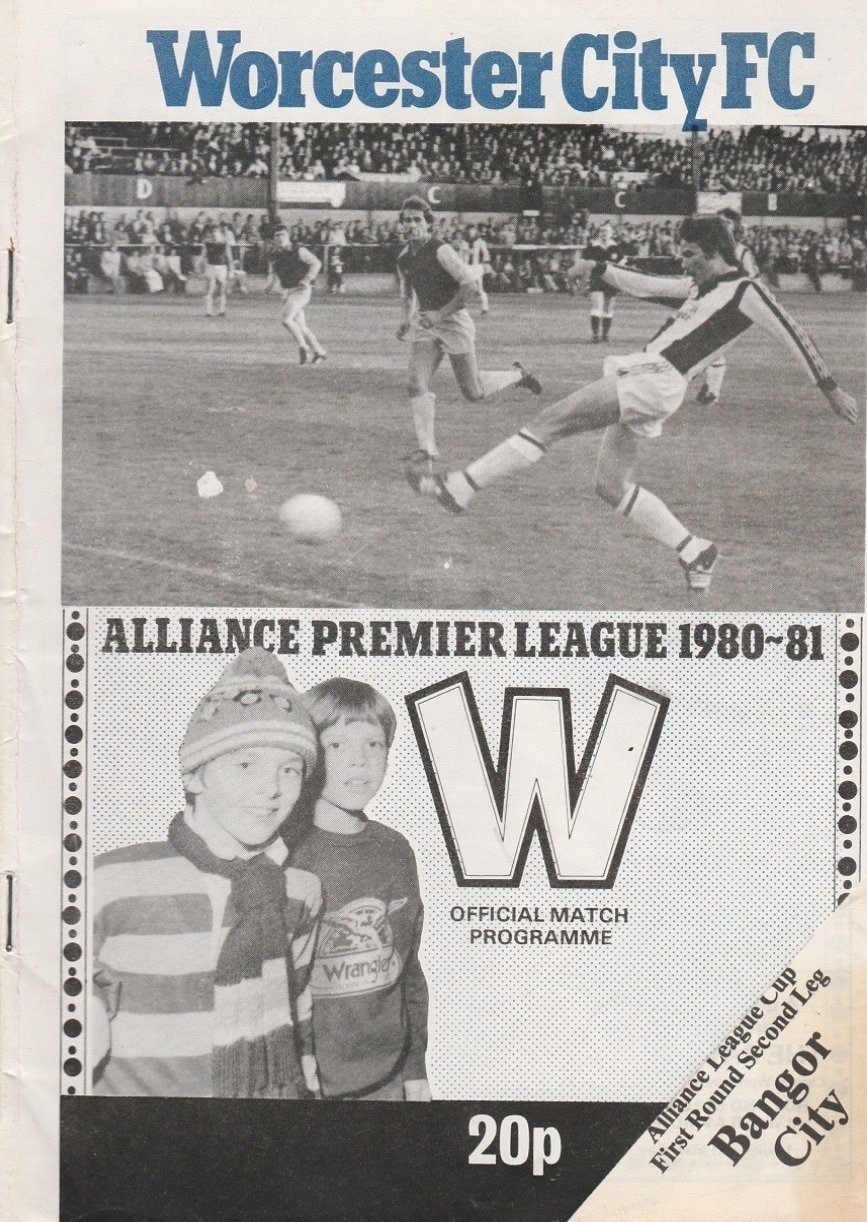 Worcester City FC
D
C
C
B
ALLIANCE PREMIER LEAGUE 1980~81
W
OFFICIAL MATCH
PROGRAMME
Wrangler
Alliance League Cup
First Round Second Leg
Bangor
City
20p